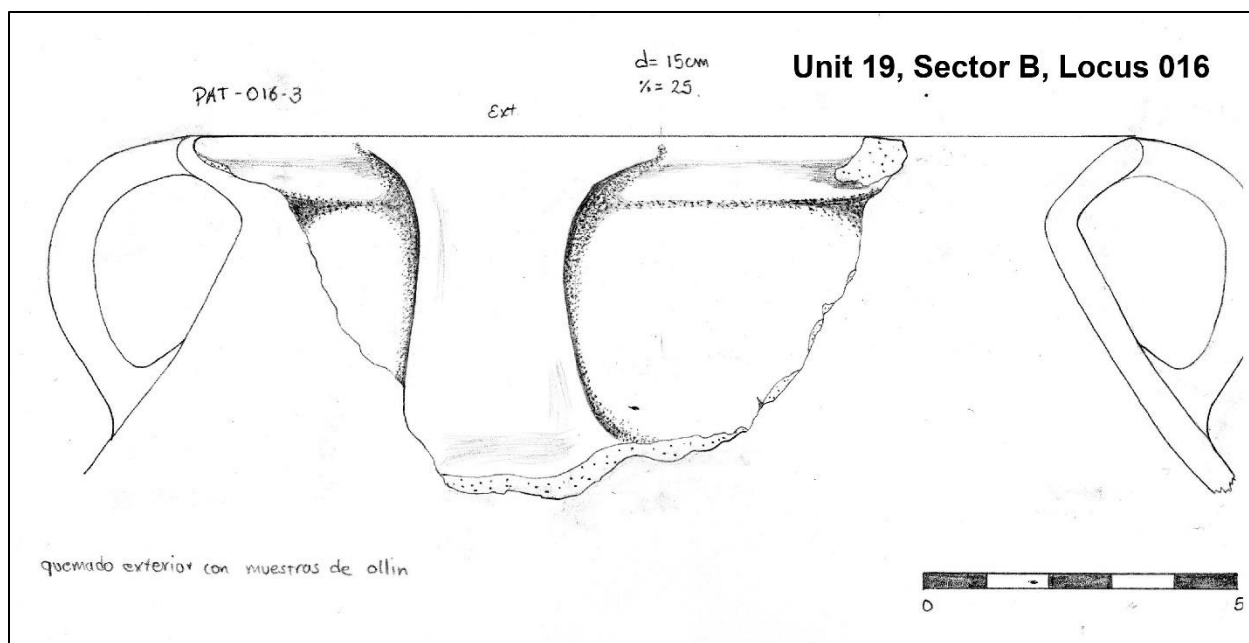 Unit 19, Sector B, Locus 016
d= 15cm
%= 25
PAT-016-3
Ext.
quemado exterior con muestras de ollin
0 5